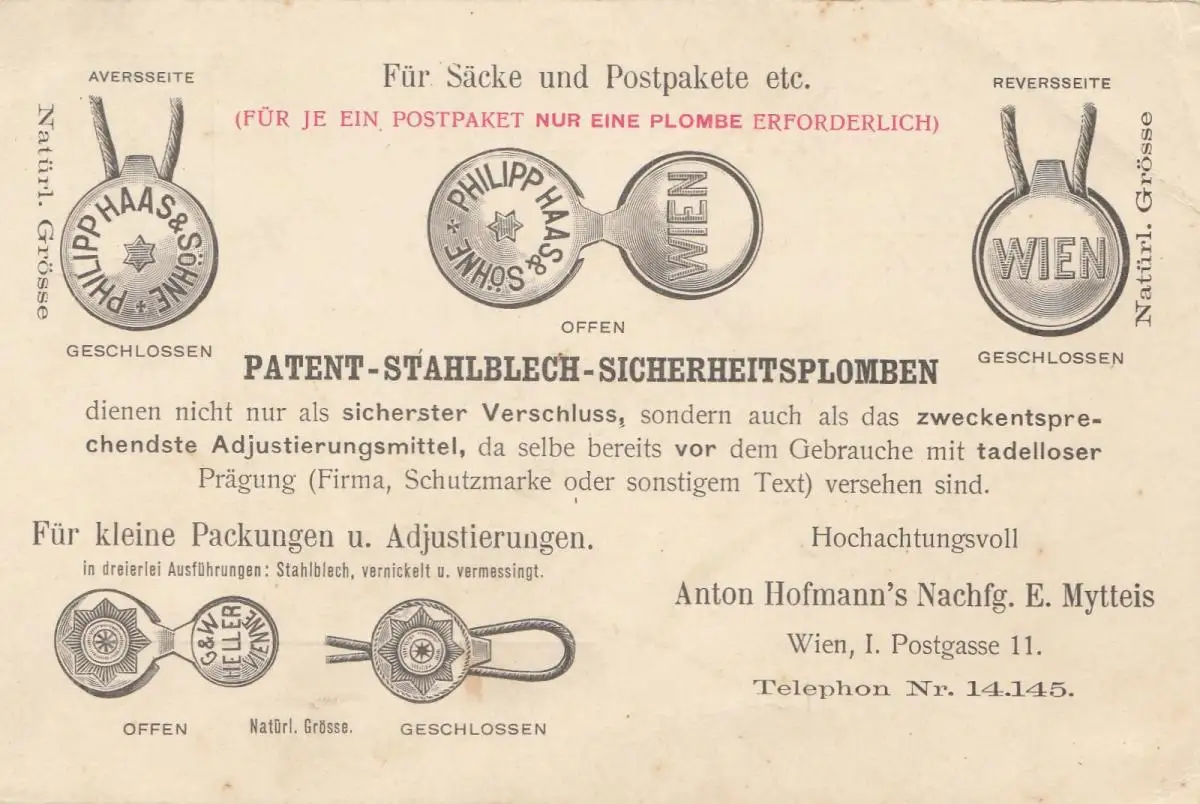 AVERSSEITE
Natürl. Grösse
PHILIPP HAAS & SÖHNE +
GESCHLOSSEN
Für Säcke und Postpakete etc.
(FÜR JE EIN POSTPAKET NUR EINE PLOMBE ERFORDERLICH)
PHILIPP HAAS & SÖHNE +
WIEN
OFFEN
REVERSSEITE
WIEN
Natürl. Grösse
GESCHLOSSEN
PATENT-STAHLBLECH-SICHERHEITSPLOMBEN
dienen nicht nur als sicherster Verschluss, sondern auch als das zweckentspre-
chendste Adjustierungsmittel, da selbe bereits vor dem Gebrauche mit tadelloser
Prägung (Firma, Schutzmarke oder sonstigem Text) versehen sind.
Für kleine Packungen u. Adjustierungen.
in dreierlei Ausführungen: Stahlblech, vernickelt u. vermessingt.
G&W
HELLER
VIENNE
OFFEN
Natürl. Grösse.
GESCHLOSSEN
Hochachtungsvoll
Anton Hofmann's Nachfg. E. Mytteis
Wien, I. Postgasse 11.
Telephon Nr. 14.145.